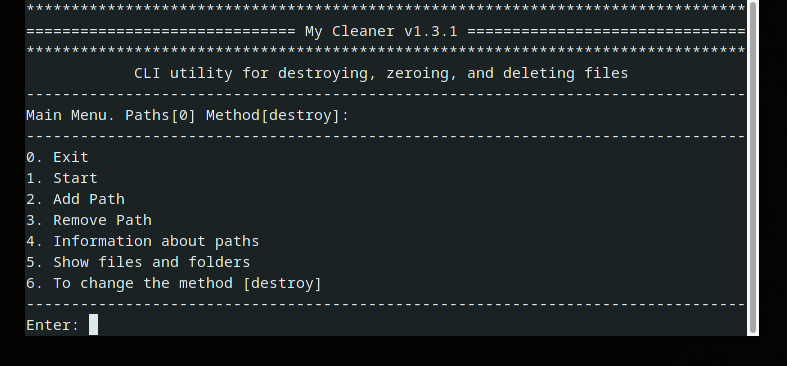 ********************************************************************************
============================== My Cleaner v1.3.1 ===============================
********************************************************************************
CLI utility for destroying, zeroing, and deleting files
--------------------------------------------------------------------------------
Main Menu. Paths[0] Method[destroy]:
--------------------------------------------------------------------------------
0. Exit
1. Start
2. Add Path
3. Remove Path
4. Information about paths
5. Show files and folders
6. To change the method [destroy]
--------------------------------------------------------------------------------
Enter: